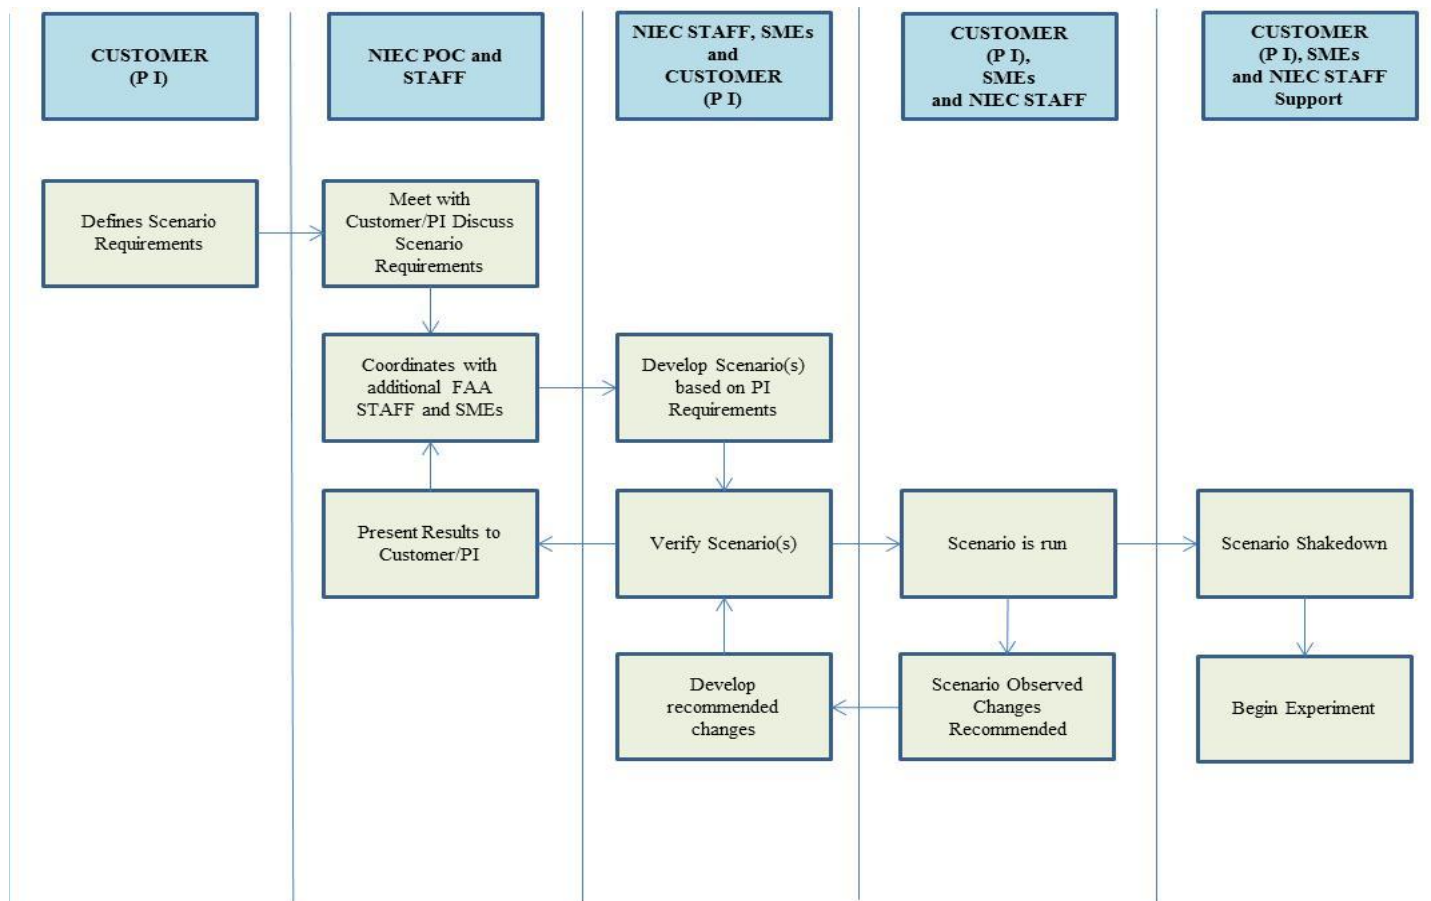 CUSTOMER
(P I)
NIEC POC and
STAFF
NIEC STAFF, SMEs
and
CUSTOMER
(P I)
CUSTOMER
(P I),
SMEs
and NIEC STAFF
CUSTOMER
(P I), SMEs
and NIEC STAFF
Support
Defines Scenario
Requirements
Meet with
Customer/PI Discuss
Scenario
Requirements
Coordinates with
additional FAA
STAFF and SMEs
Develop Scenario(s)
based on PI
Requirements
Present Results to
Customer/PI
Verify Scenario(s)
Scenario is run
Scenario Shakedown
Develop
recommended
changes
Scenario Observed
Changes
Recommended
Begin Experiment